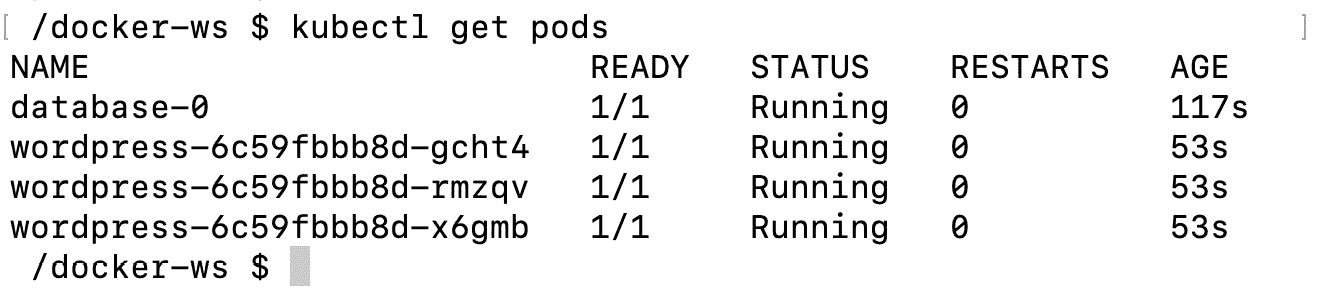 [ /docker-ws $ kubectl get pods ]
NAME READY STATUS RESTARTS AGE
database-0 1/1 Running 0 117s
wordpress-6c59fbbb8d-gcht4 1/1 Running 0 53s
wordpress-6c59fbbb8d-rmzqv 1/1 Running 0 53s
wordpress-6c59fbbb8d-x6gmb 1/1 Running 0 53s
/docker-ws $